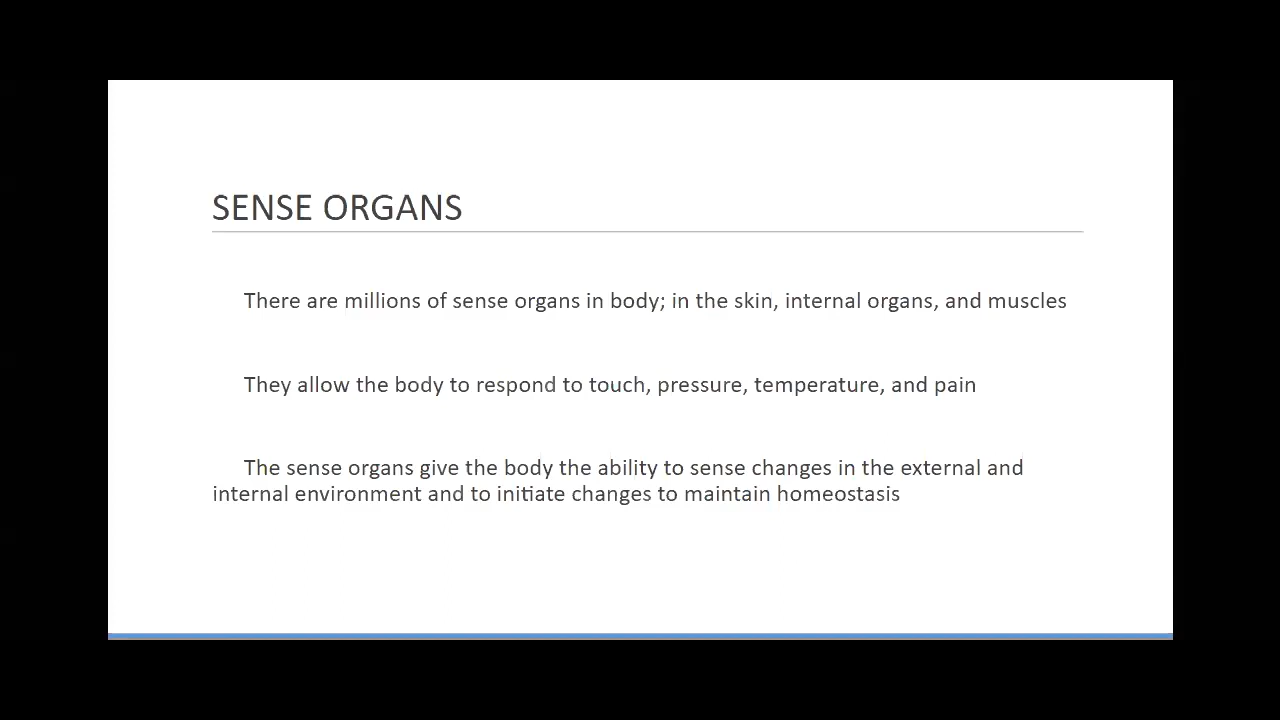 SENSE ORGANS
There are millions of sense organs in body; in the skin, internal organs, and muscles
They allow the body to respond to touch, pressure, temperature, and pain
The sense organs give the body the ability to sense changes in the external and
internal environment and to initiate changes to maintain homeostasis